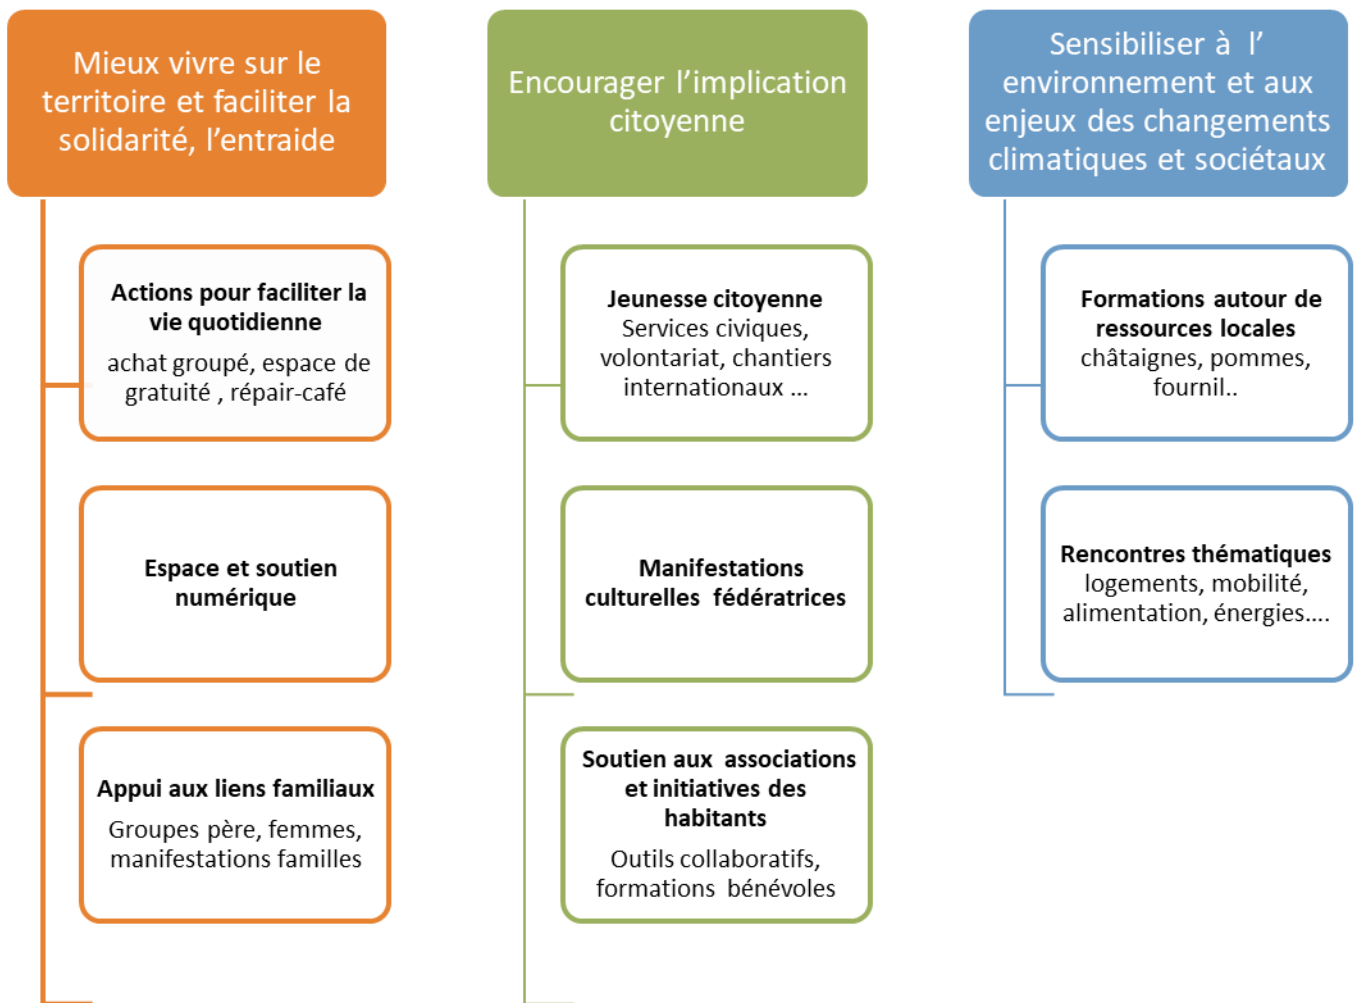 Mieux vivre sur le
territoire et faciliter la
solidarité, l'entraide
Actions pour faciliter la
vie quotidienne
achat groupé, espace de
gratuité , répair-café
Espace et soutien
numérique
Appui aux liens familiaux
Groupes père, femmes,
manifestations familles
Encourager l'implication
citoyenne
Jeunesse citoyenne
Services civiques,
volontariat, chantiers
internationaux ...
Manifestations
culturelles fédératrices
Soutien aux associations
et initiatives des
habitants
Outils collaboratifs,
formations bénévoles
Sensibiliser à l'
environnement et aux
enjeux des changements
climatiques et sociétaux
Formations autour de
ressources locales
châtaignes, pommes,
fournil..
Rencontres thématiques
logements, mobilité,
alimentation, énergies....